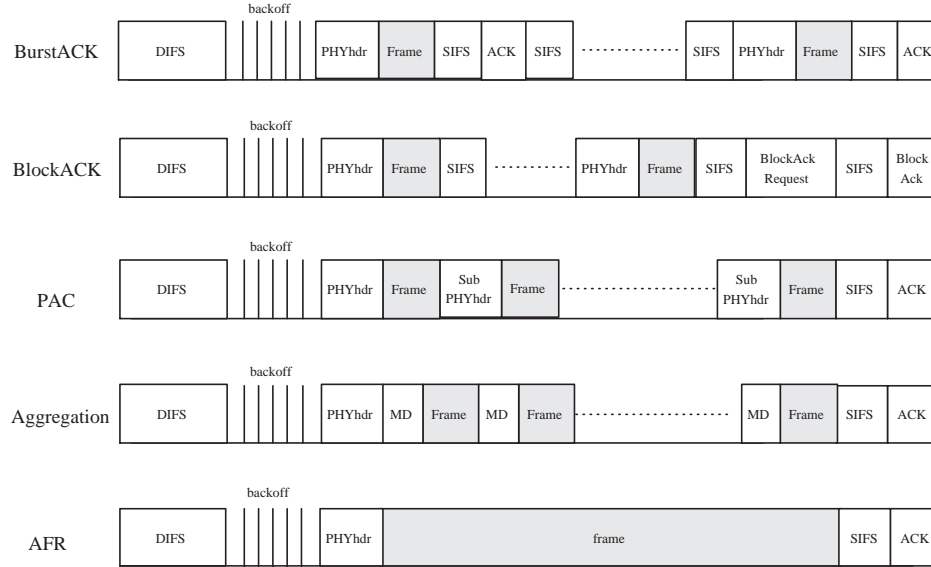 backoff
BurstACK DIFS PHYhdr Frame SIFS ACK SIFS SIFS PHYhdr Frame SIFS ACK
backoff
BlockACK DIFS PHYhdr Frame SIFS PHYhdr Frame SIFS BlockAck Request SIFS Block Ack
backoff
PAC DIFS PHYhdr Frame Sub PHYhdr Frame Sub PHYhdr Frame SIFS ACK
backoff
Aggregation DIFS PHYhdr MD Frame MD Frame MD Frame SIFS ACK
backoff
AFR DIFS PHYhdr frame SIFS ACK